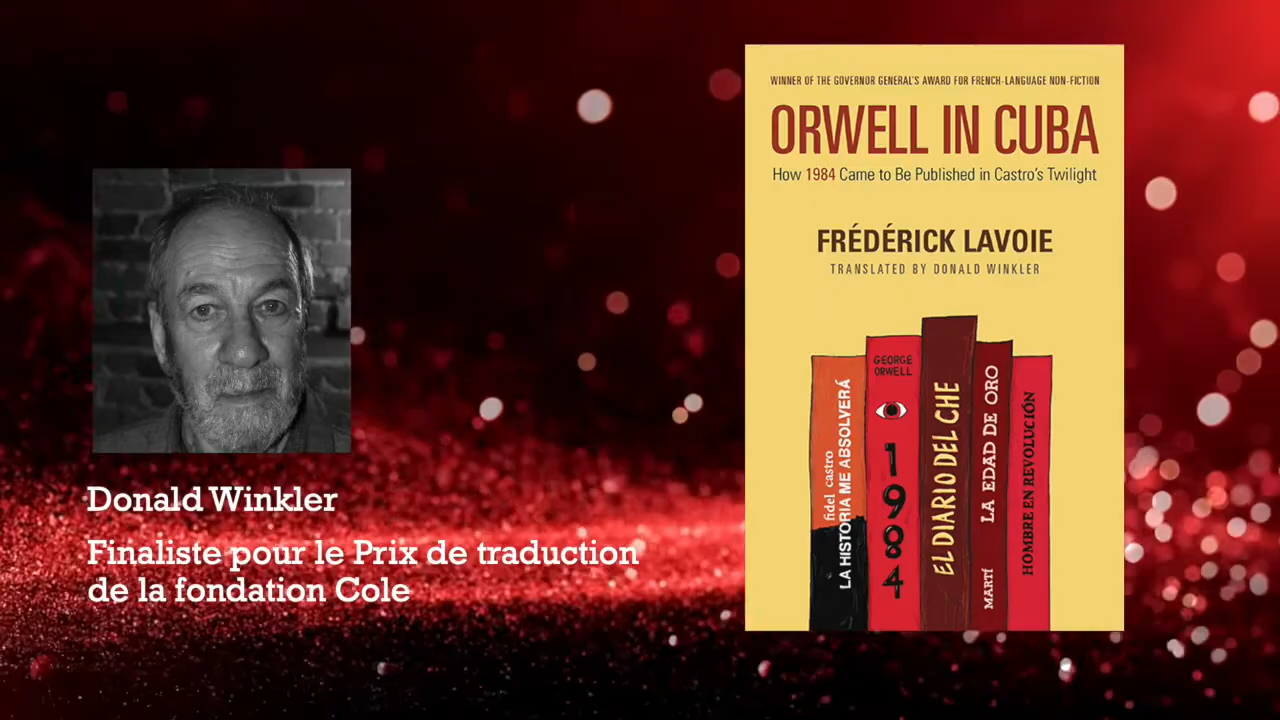 Donald Winkler
Finaliste pour le Prix de traduction
de la fondation Cole
WINNER OF THE GOVERNOR GENERAL'S AWARD FOR FRENCH-LANGUAGE NON-FICTION
ORWELL IN CUBA
How 1984 Came to Be Published in Castro's Twilight
FRÉDÉRICK LAVOIE
TRANSLATED BY DONALD WINKLER
fidel castro
LA HISTORIA ME ABSOLVERÁ
GEORGE
ORWELL
1984
EL DIARIO DEL CHE
MARTÍ
LA EDAD DE ORO
HOMBRE EN REVOLUCIÓN